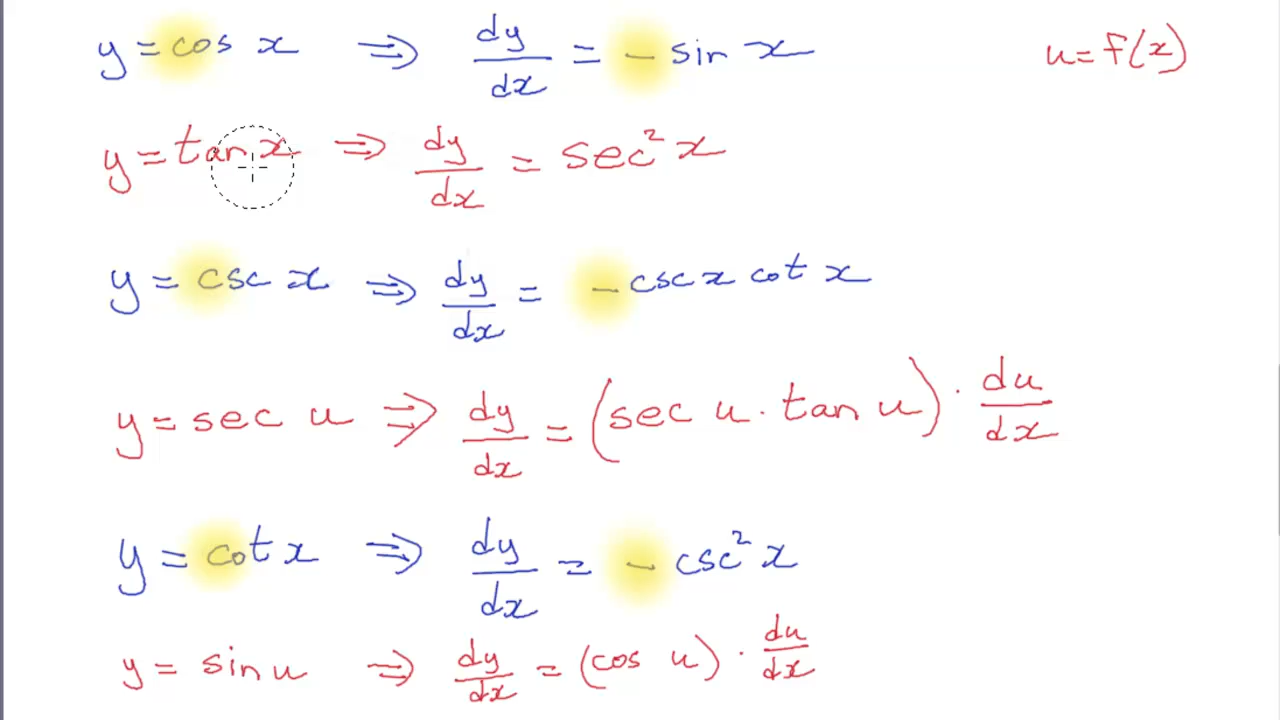 y = cos x ⇒ dy/dx = - sin x u = f(x)
y = tan x ⇒ dy/dx = sec² x
y = csc x ⇒ dy/dx = - csc x cot x
y = sec u ⇒ dy/dx = (sec u · tan u) · du/dx
y = cot x ⇒ dy/dx = - csc² x
y = sin u ⇒ dy/dx = (cos u) · du/dx